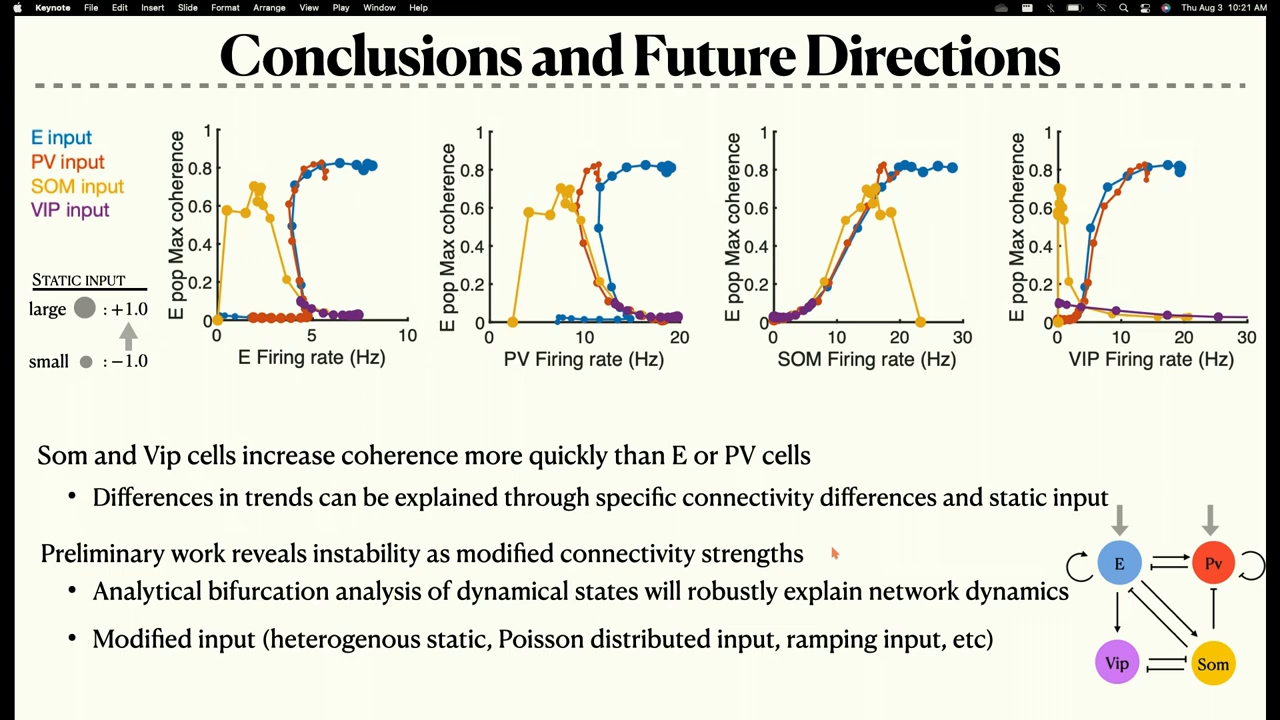 Keynote File Edit Insert Slide Format Arrange View Play Window Help Thu Aug 3 10:21 AM
Conclusions and Future Directions
E input
PV input
SOM input
VIP input
STATIC INPUT
large : +1.0
small : −1.0
E pop Max coherence
1
0.8
0.6
0.4
0.2
0
0 5 10
E Firing rate (Hz)
E pop Max coherence
1
0.8
0.6
0.4
0.2
0
0 10 20
PV Firing rate (Hz)
E pop Max coherence
1
0.8
0.6
0.4
0.2
0
0 10 20 30
SOM Firing rate (Hz)
E pop Max coherence
1
0.8
0.6
0.4
0.2
0
0 10 20 30
VIP Firing rate (Hz)
Som and Vip cells increase coherence more quickly than E or PV cells
• Differences in trends can be explained through specific connectivity differences and static input
Preliminary work reveals instability as modified connectivity strengths
• Analytical bifurcation analysis of dynamical states will robustly explain network dynamics
• Modified input (heterogenous static, Poisson distributed input, ramping input, etc)
E Pv
Vip Som